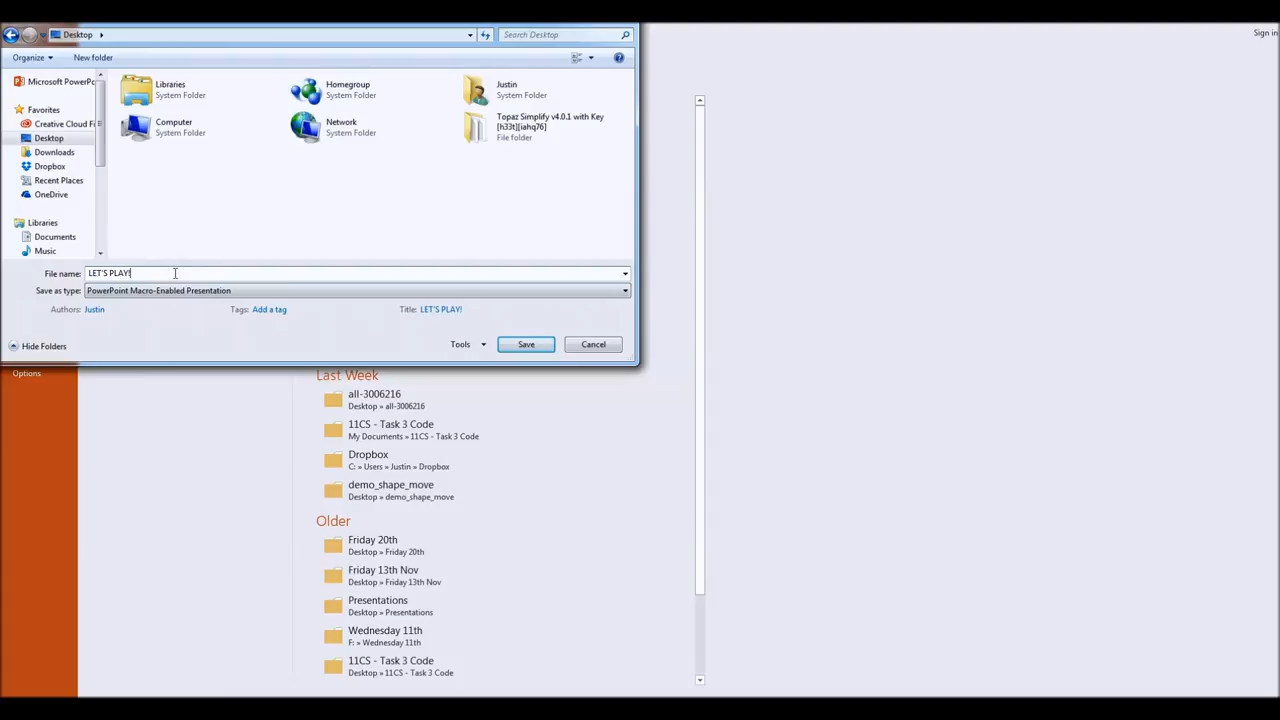 Sign in
Desktop
Search Desktop
Organize
New folder
Microsoft PowerPo
Favorites
Creative Cloud Fi
Desktop
Downloads
Dropbox
Recent Places
OneDrive
Libraries
Documents
Music
Libraries
System Folder
Homegroup
System Folder
Justin
System Folder
Computer
System Folder
Network
System Folder
Topaz Simplify v4.0.1 with Key
[h33t][iahq76]
File folder
File name: LET'S PLAY!
Save as type: PowerPoint Macro-Enabled Presentation
Authors: Justin
Tags: Add a tag
Title: LET'S PLAY!
Hide Folders
Tools
Save
Cancel
Options
Last Week
all-3006216
Desktop » all-3006216
11CS - Task 3 Code
My Documents » 11CS - Task 3 Code
Dropbox
C: » Users » Justin » Dropbox
demo_shape_move
Desktop » demo_shape_move
Older
Friday 20th
Desktop » Friday 20th
Friday 13th Nov
Desktop » Friday 13th Nov
Presentations
Desktop » Presentations
Wednesday 11th
F: » Wednesday 11th
11CS - Task 3 Code
Desktop » 11CS - Task 3 Code